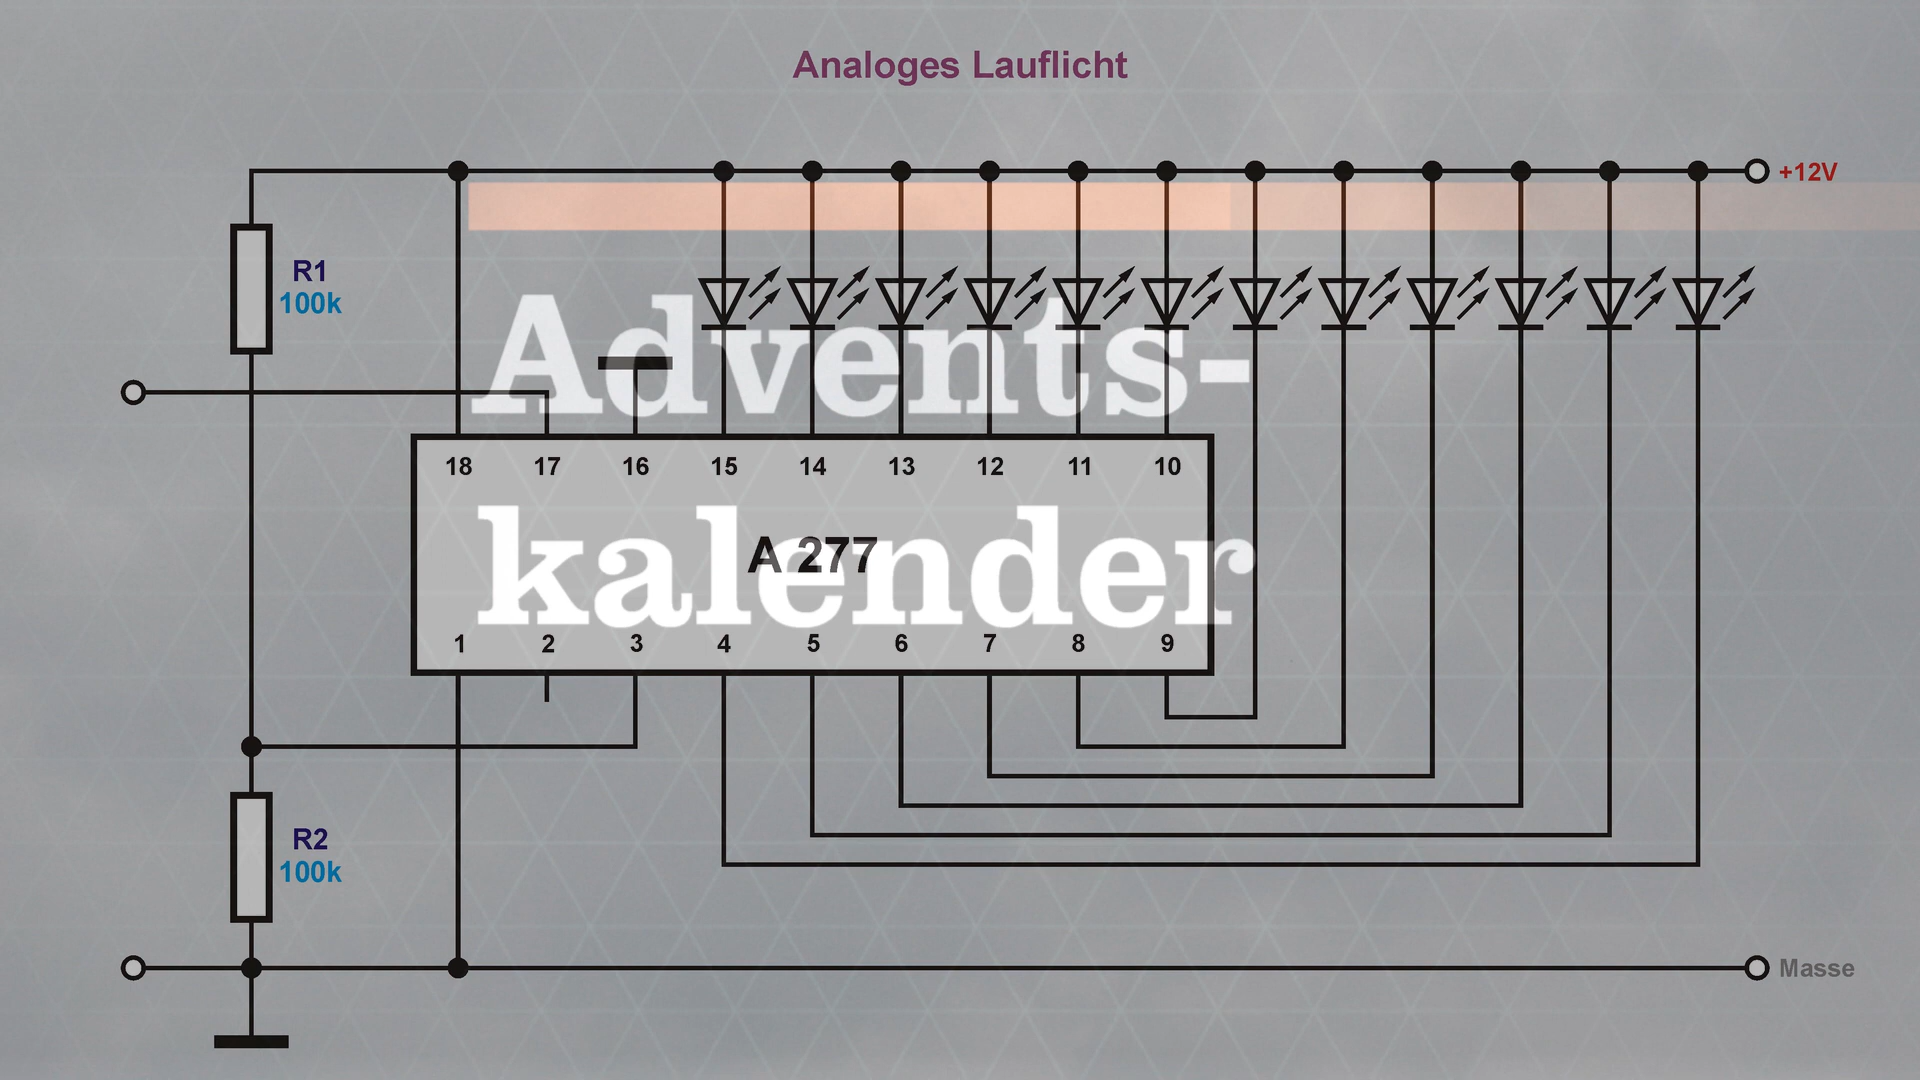 Analoges Lauflicht
+12V
R1
100k
Advents-
18 17 16 15 14 13 12 11 10
A 277
kalender
1 2 3 4 5 6 7 8 9
R2
100k
Masse